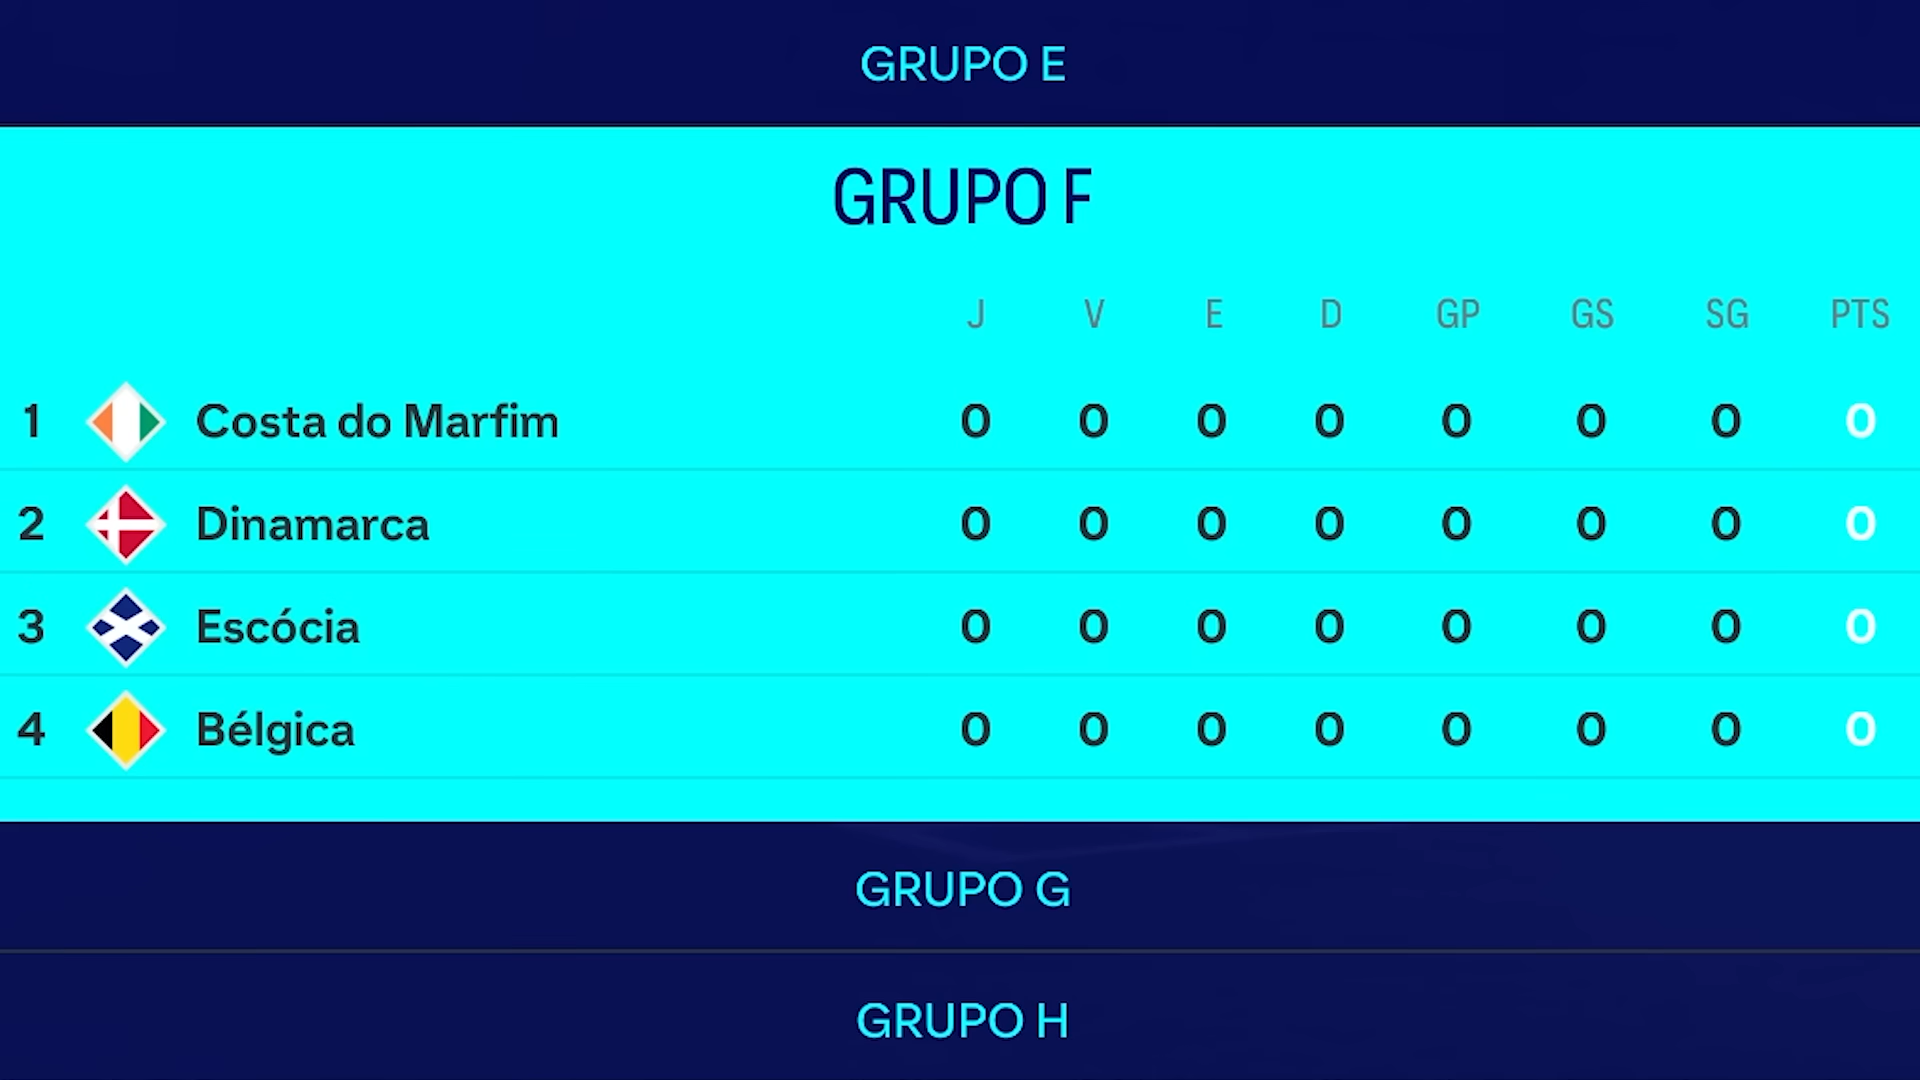 GRUPO E
GRUPO F
J V E D GP GS SG PTS
1 Costa do Marfim 0 0 0 0 0 0 0 0
2 Dinamarca 0 0 0 0 0 0 0 0
3 Escócia 0 0 0 0 0 0 0 0
4 Bélgica 0 0 0 0 0 0 0 0
GRUPO G
GRUPO H